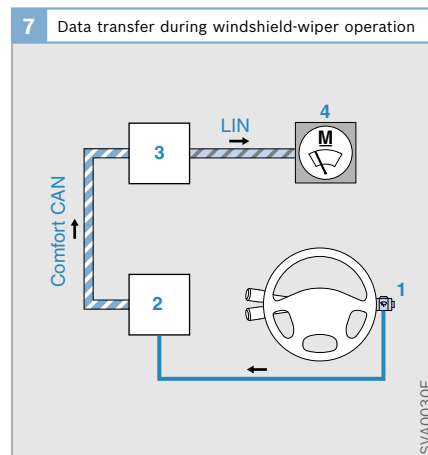 7 Data transfer during windshield-wiper operation
4
LIN
M
3
Comfort CAN
1
2
SVA0030E